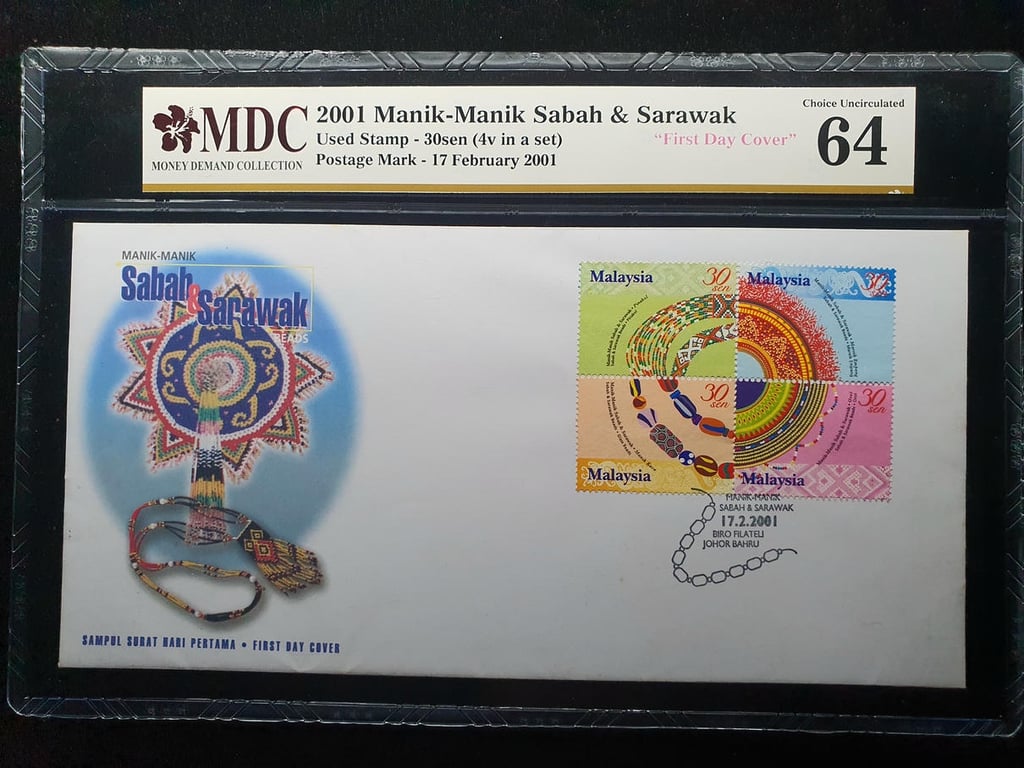 MDC
MONEY DEMAND COLLECTION
2001 Manik-Manik Sabah & Sarawak
Used Stamp - 30sen (4v in a set)
"First Day Cover"
Postage Mark - 17 February 2001
Choice Uncirculated
64
MANIK-MANIK
Sabah
& Sarawak
BEADS
Malaysia
30
sen
Malaysia
30
sen
30
sen
Malaysia
30
sen
Malaysia
MANIK-MANIK
SABAH & SARAWAK
17.2.2001
BIRO FILATELI
JOHOR BAHRU
SAMPUL SURAT HARI PERTAMA • FIRST DAY COVER